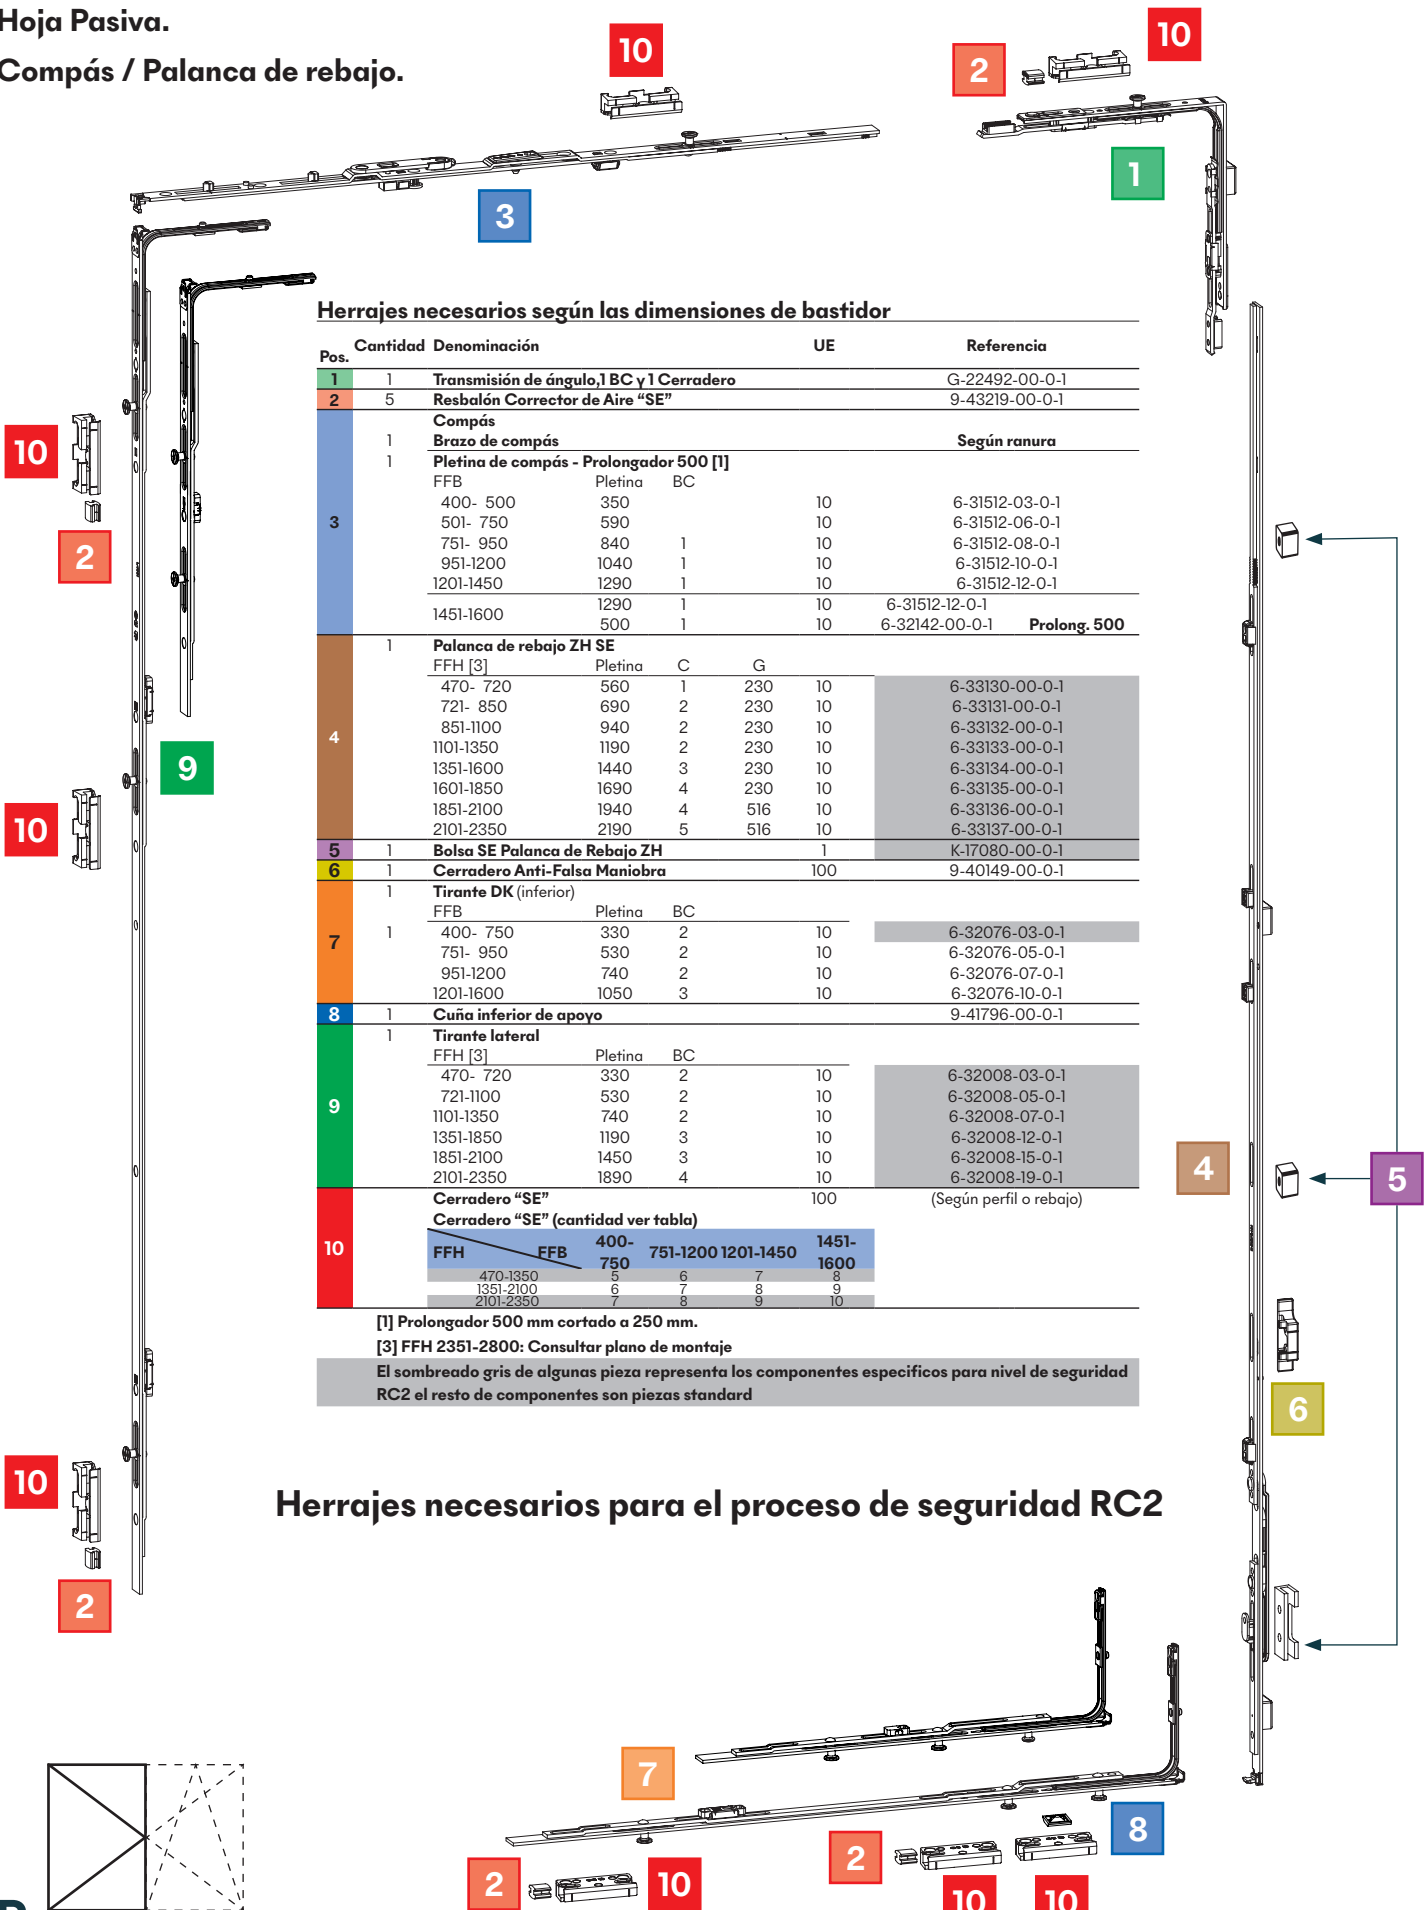 Hoja Pasiva.
Compás / Palanca de rebajo.
10
10
2
1
3
Herrajes necesarios según las dimensiones de bastidor
Pos. Cantidad Denominación UE Referencia
1 1 Transmisión de ángulo,1 BC y 1 Cerradero G-22492-00-0-1
2 5 Resbalón Corrector de Aire “SE” 9-43219-00-0-1
3
Compás
1 Brazo de compás Según ranura
1 Pletina de compás - Prolongador 500 [1]
FFB Pletina BC
400- 500 350 10 6-31512-03-0-1
501- 750 590 10 6-31512-06-0-1
751- 950 840 1 10 6-31512-08-0-1
951-1200 1040 1 10 6-31512-10-0-1
1201-1450 1290 1 10 6-31512-12-0-1
1451-1600 1290 1 10 6-31512-12-0-1
500 1 10 6-32142-00-0-1 Prolong. 500
4
1 Palanca de rebajo ZH SE
FFH [3] Pletina C G
470- 720 560 1 230 10 6-33130-00-0-1
721- 850 690 2 230 10 6-33131-00-0-1
851-1100 940 2 230 10 6-33132-00-0-1
1101-1350 1190 2 230 10 6-33133-00-0-1
1351-1600 1440 3 230 10 6-33134-00-0-1
1601-1850 1690 4 230 10 6-33135-00-0-1
1851-2100 1940 4 516 10 6-33136-00-0-1
2101-2350 2190 5 516 10 6-33137-00-0-1
5 1 Bolsa SE Palanca de Rebajo ZH 1 K-17080-00-0-1
6 1 Cerradero Anti-Falsa Maniobra 100 9-40149-00-0-1
7
1 Tirante DK (inferior)
FFB Pletina BC
1 400- 750 330 2 10 6-32076-03-0-1
751- 950 530 2 10 6-32076-05-0-1
951-1200 740 2 10 6-32076-07-0-1
1201-1600 1050 3 10 6-32076-10-0-1
8 1 Cuña inferior de apoyo 9-41796-00-0-1
9
1 Tirante lateral
FFH [3] Pletina BC
470- 720 330 2 10 6-32008-03-0-1
721-1100 530 2 10 6-32008-05-0-1
1101-1350 740 2 10 6-32008-07-0-1
1351-1850 1190 3 10 6-32008-12-0-1
1851-2100 1450 3 10 6-32008-15-0-1
2101-2350 1890 4 10 6-32008-19-0-1
10
Cerradero “SE” 100 (Según perfil o rebajo)
Cerradero “SE” (cantidad ver tabla)
FFH FFB 400-750 751-1200 1201-1450 1451-1600
470-1350 5 6 7 8
1351-2100 6 7 8 9
2101-2350 7 8 9 10
[1] Prolongador 500 mm cortado a 250 mm.
[3] FFH 2351-2800: Consultar plano de montaje
El sombreado gris de algunas pieza representa los componentes especificos para nivel de seguridad
RC2 el resto de componentes son piezas standard
10
2
9
10
4
5
6
10
2
Herrajes necesarios para el proceso de seguridad RC2
7
8
2
2
10
10
10